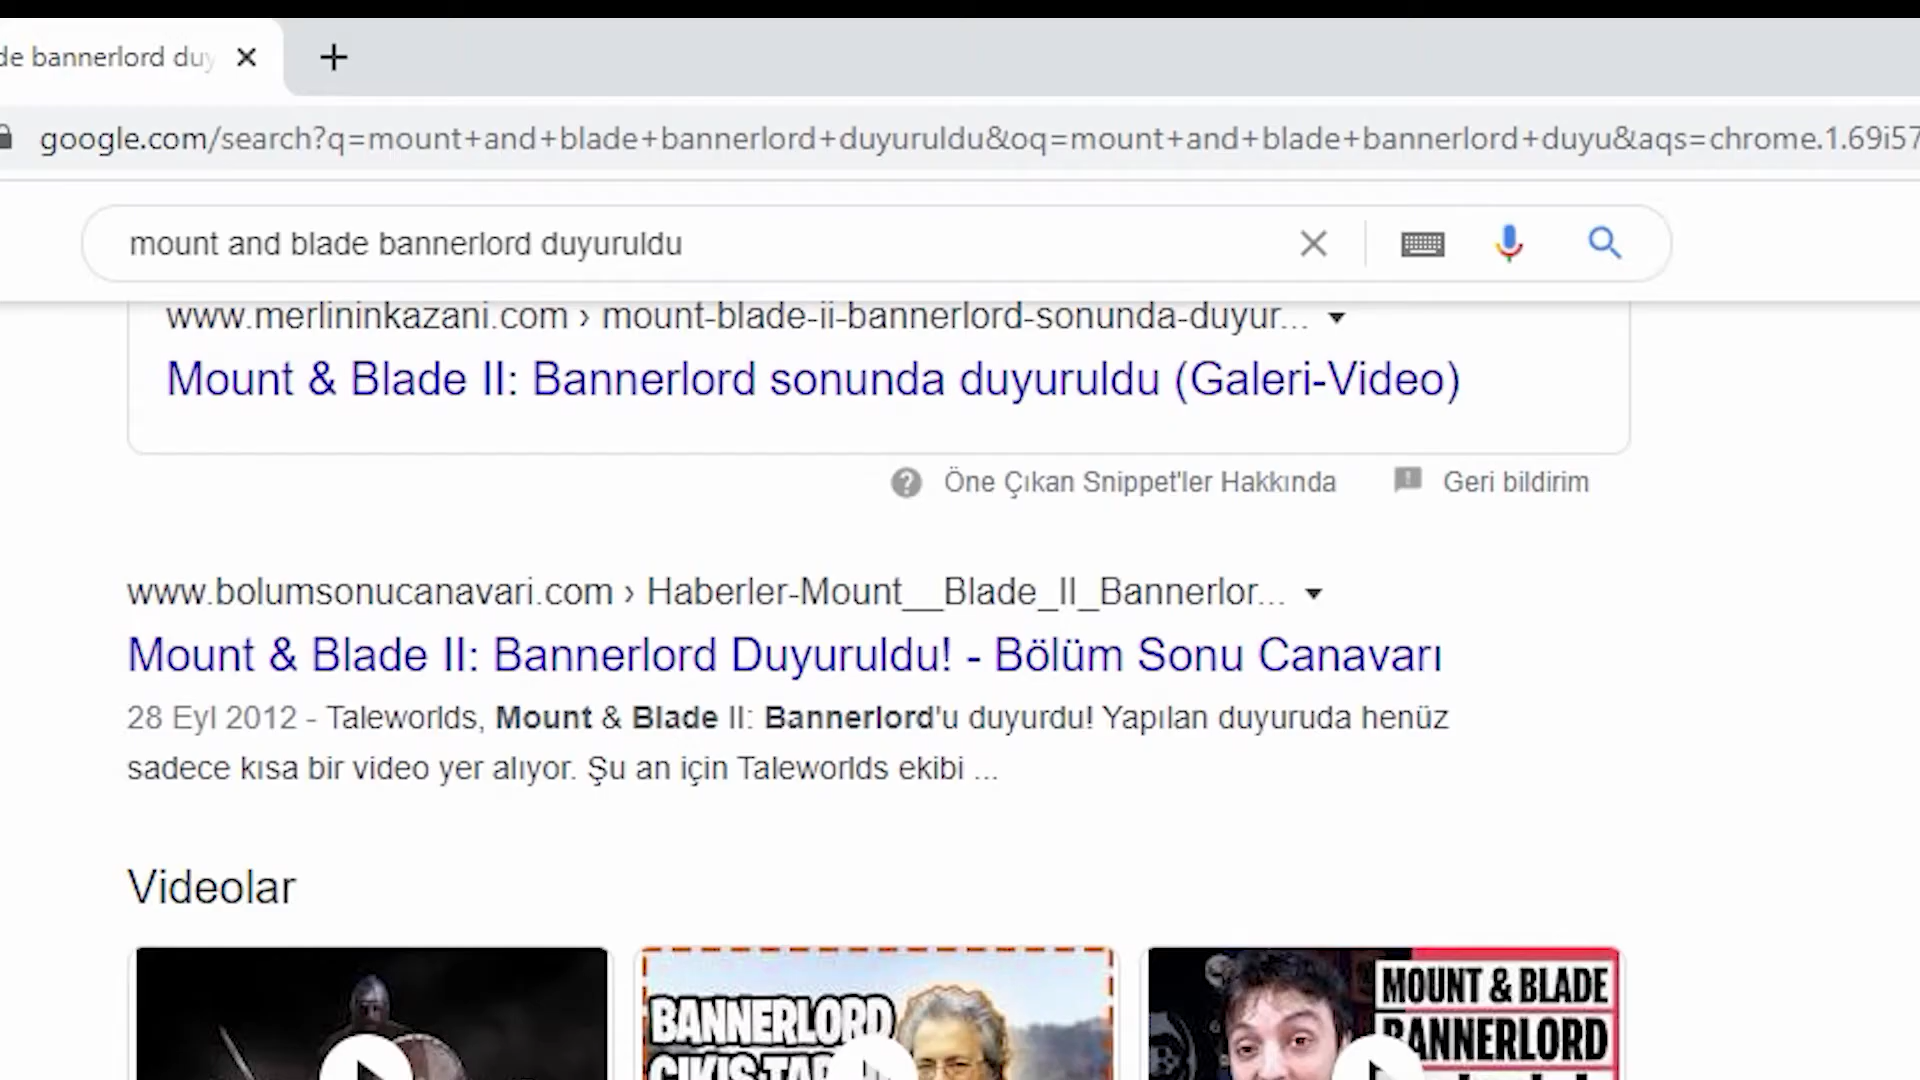 de bannerlord duy
google.com/search?q=mount+and+blade+bannerlord+duyuruldu&oq=mount+and+blade+bannerlord+duyu&aqs=chrome.1.69i57
mount and blade bannerlord duyuruldu
www.merlininkazani.com › mount-blade-ii-bannerlord-sonunda-duyur...
Mount & Blade II: Bannerlord sonunda duyuruldu (Galeri-Video)
Öne Çıkan Snippet'ler Hakkında
Geri bildirim
www.bolumsonucanavari.com › Haberler-Mount__Blade_II_Bannerlor...
Mount & Blade II: Bannerlord Duyuruldu! - Bölüm Sonu Canavarı
28 Eyl 2012 - Taleworlds, Mount & Blade II: Bannerlord'u duyurdu! Yapılan duyuruda henüz
sadece kısa bir video yer alıyor. Şu an için Taleworlds ekibi ...
Videolar
BANNERLORD
ÇIKIŞ
MOUNT & BLADE
BANNERLORD